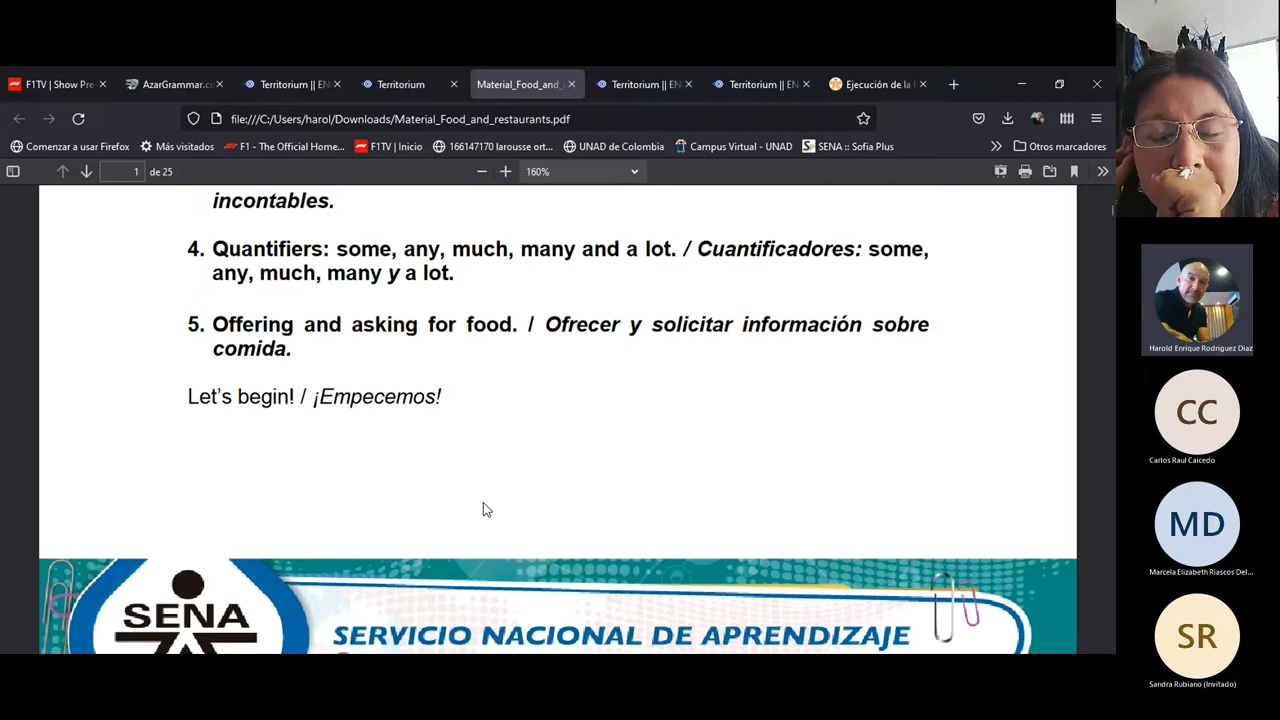 F1TV | Show Pre-
AzarGrammar.c
Territorium || EN
Territorium
Material_Food_and_
Territorium || EN
Territorium || EN
Ejecución de la f
file:///C:/Users/harol/Downloads/Material_Food_and_restaurants.pdf
Comenzar a usar Firefox
Más visitados
F1 - The Official Home...
F1TV | Inicio
166147170 larousse ort...
UNAD de Colombia
Campus Virtual - UNAD
SENA :: Sofia Plus
Otros marcadores
1 de 25
160%
incontables.
4. Quantifiers: some, any, much, many and a lot. / Cuantificadores: some,
any, much, many y a lot.
5. Offering and asking for food. / Ofrecer y solicitar información sobre
comida.
Let's begin! / ¡Empecemos!
SENA
SERVICIO NACIONAL DE APRENDIZAJE
Harold Enrique Rodriguez Diaz
CC
Carlos Raul Caicedo
MD
Marcela Elizabeth Riascos Del...
SR
Sandra Rubiano (Invitado)